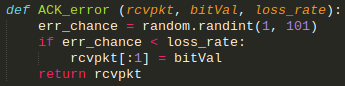 def ACK_error (rcvpkt, bitVal, loss_rate):
    err_chance = random.randint(1, 101)
    if err_chance < loss_rate:
        rcvpkt[:1] = bitVal
    return rcvpkt